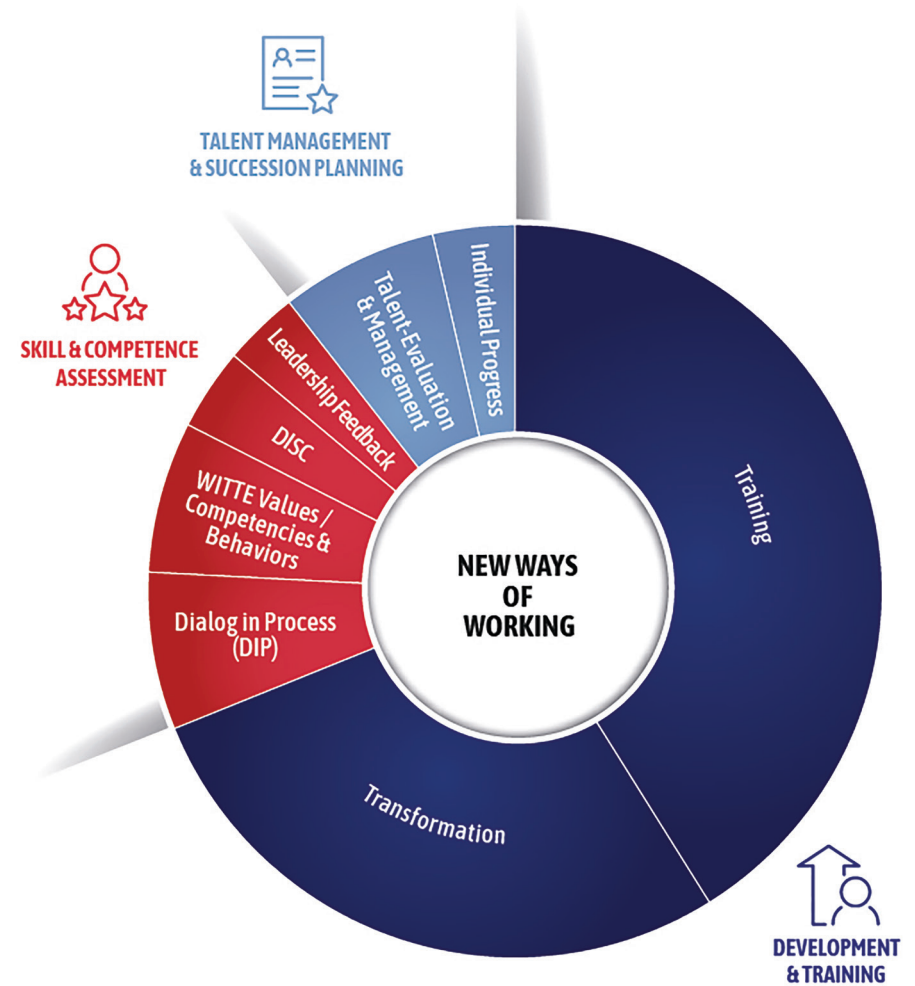 TALENT MANAGEMENT
& SUCCESSION PLANNING
SKILL & COMPETENCE
ASSESSMENT
Individual Progress
Talent-Evaluation
& Management
Leadership Feedback
DISC
WITTE Values /
Competencies &
Behaviors
Dialog in Process
(DIP)
Training
NEW WAYS
OF
WORKING
Transformation
DEVELOPMENT
& TRAINING